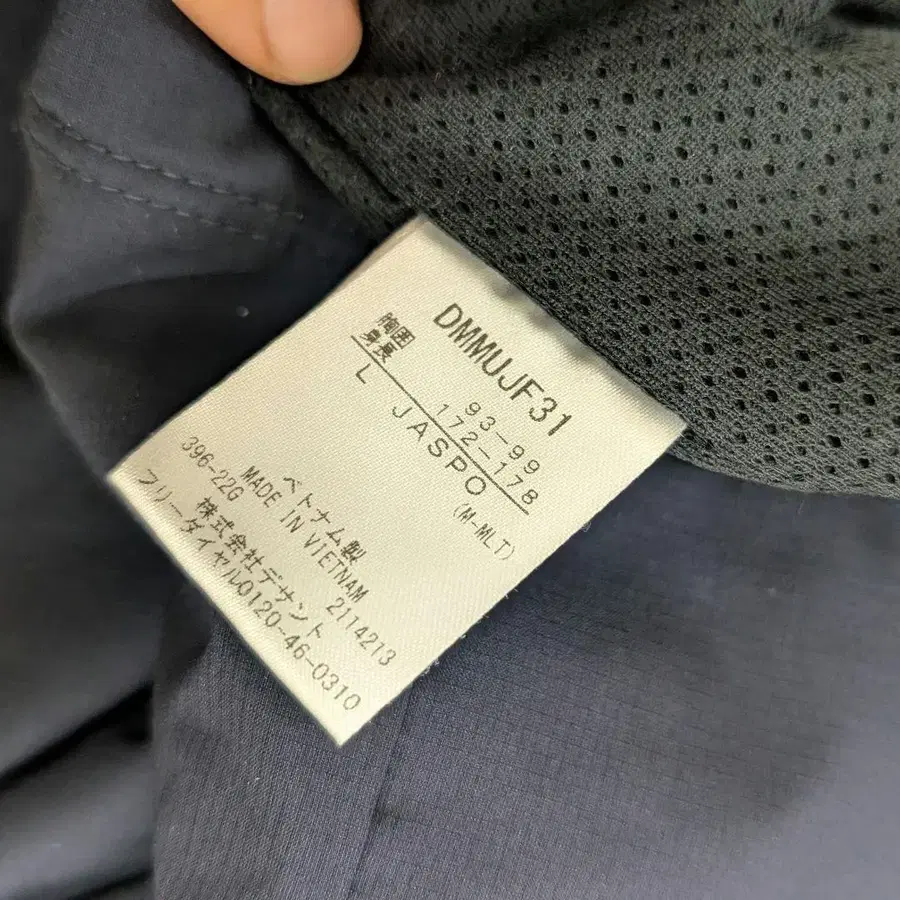 DMMUJF31
胸囲 93-99
身長 172-178
L JASPO (M-MLT)
ベトナム製
MADE IN VIETNAM
396-22G 2114213
株式会社デサント
フリーダイヤル0120-46-0310